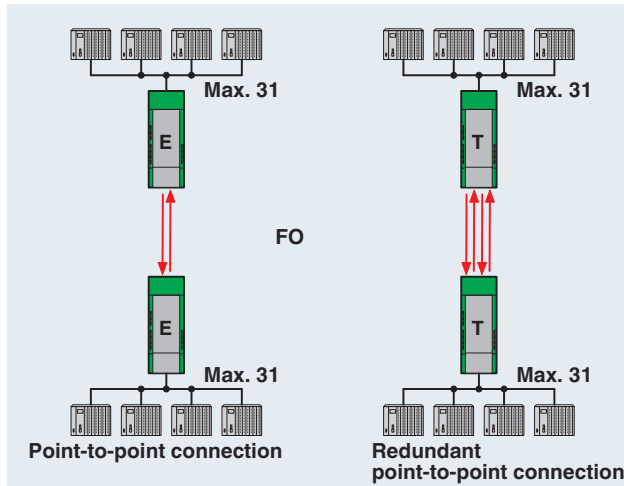 Max. 31
Max. 31
E
T
FO
E
T
Max. 31
Max. 31
Point-to-point connection
Redundant
point-to-point connection